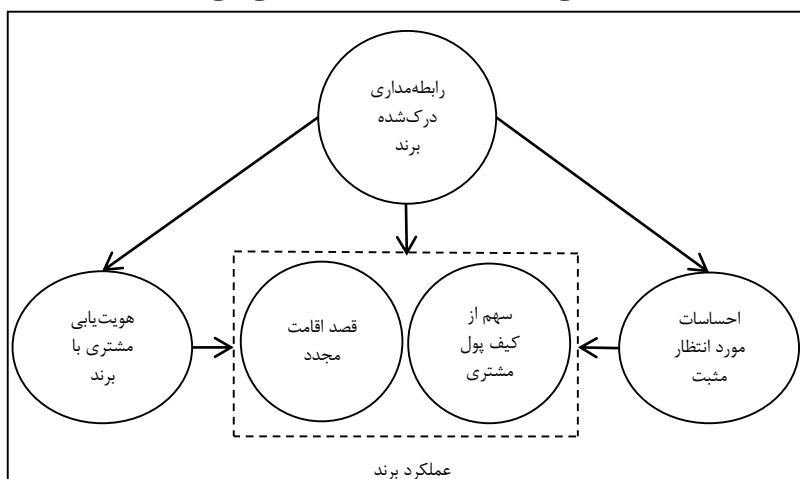 رابطه‌مداری
درک‌شده
برند
احساسات
مورد انتظار
مثبت
سهم از
کیف پول
مشتری
قصد اقامت
مجدد
هویت‌یابی
مشتری با
برند
عملکرد برند